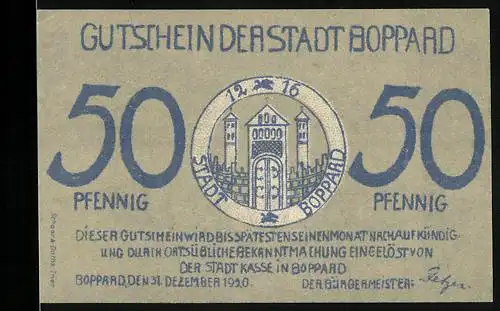 GUTSCHEIN DER STADT BOPPARD
50 50
PFENNIG PFENNIG
12 16
STADT BOPPARD
DIESER GUTSCHEIN WIRD BIS SPÄTESTENS EINEN MONAT NACH AUFKÜNDIG-
UNG DURCH ORTSÜBLICHE BEKANNTMACHUNG EINGELÖST VON
DER STADTKASSE IN BOPPARD
BOPPARD, DEN 31. DEZEMBER 1920. DER BÜRGERMEISTER: